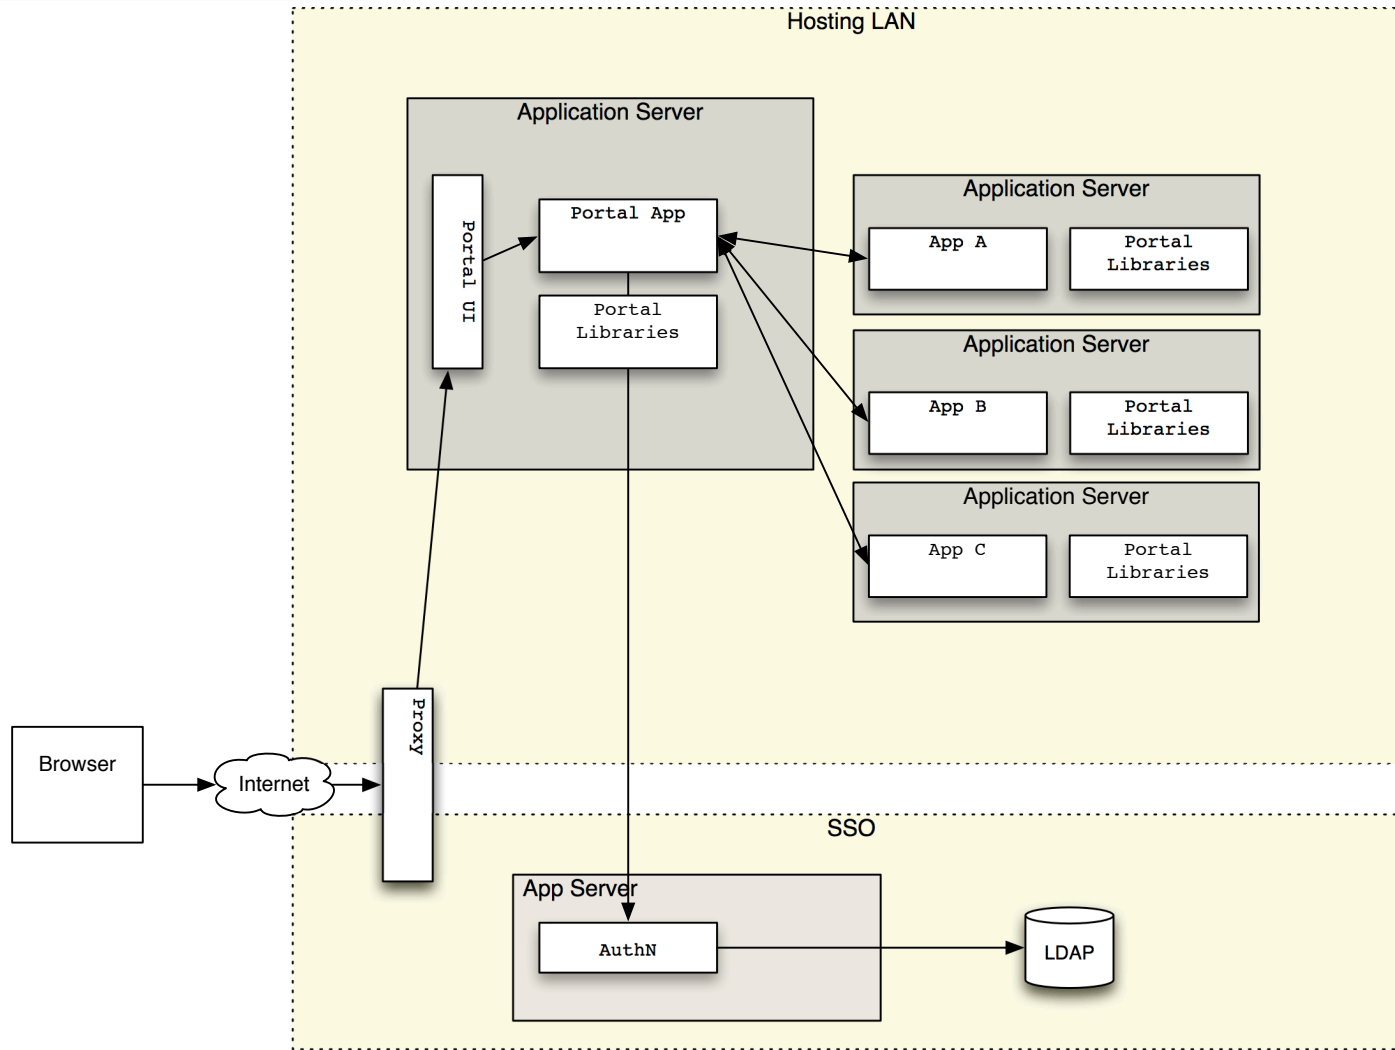 Hosting LAN
Application Server
Portal UI
Portal App
Portal
Libraries
Application Server
App A
Portal
Libraries
Application Server
App B
Portal
Libraries
Application Server
App C
Portal
Libraries
Proxy
Browser
Internet
SSO
App Server
AuthN
LDAP